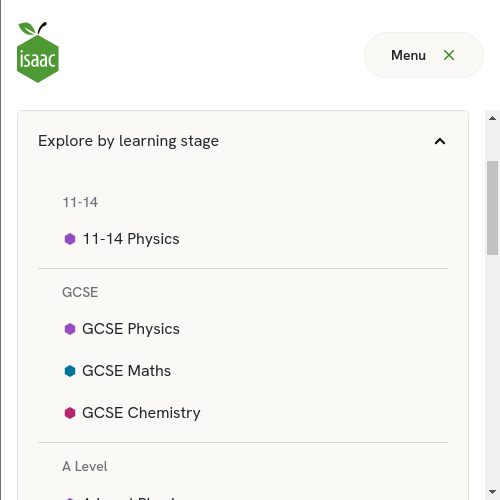 isaac
Menu
Explore by learning stage
11-14
11-14 Physics
GCSE
GCSE Physics
GCSE Maths
GCSE Chemistry
A Level